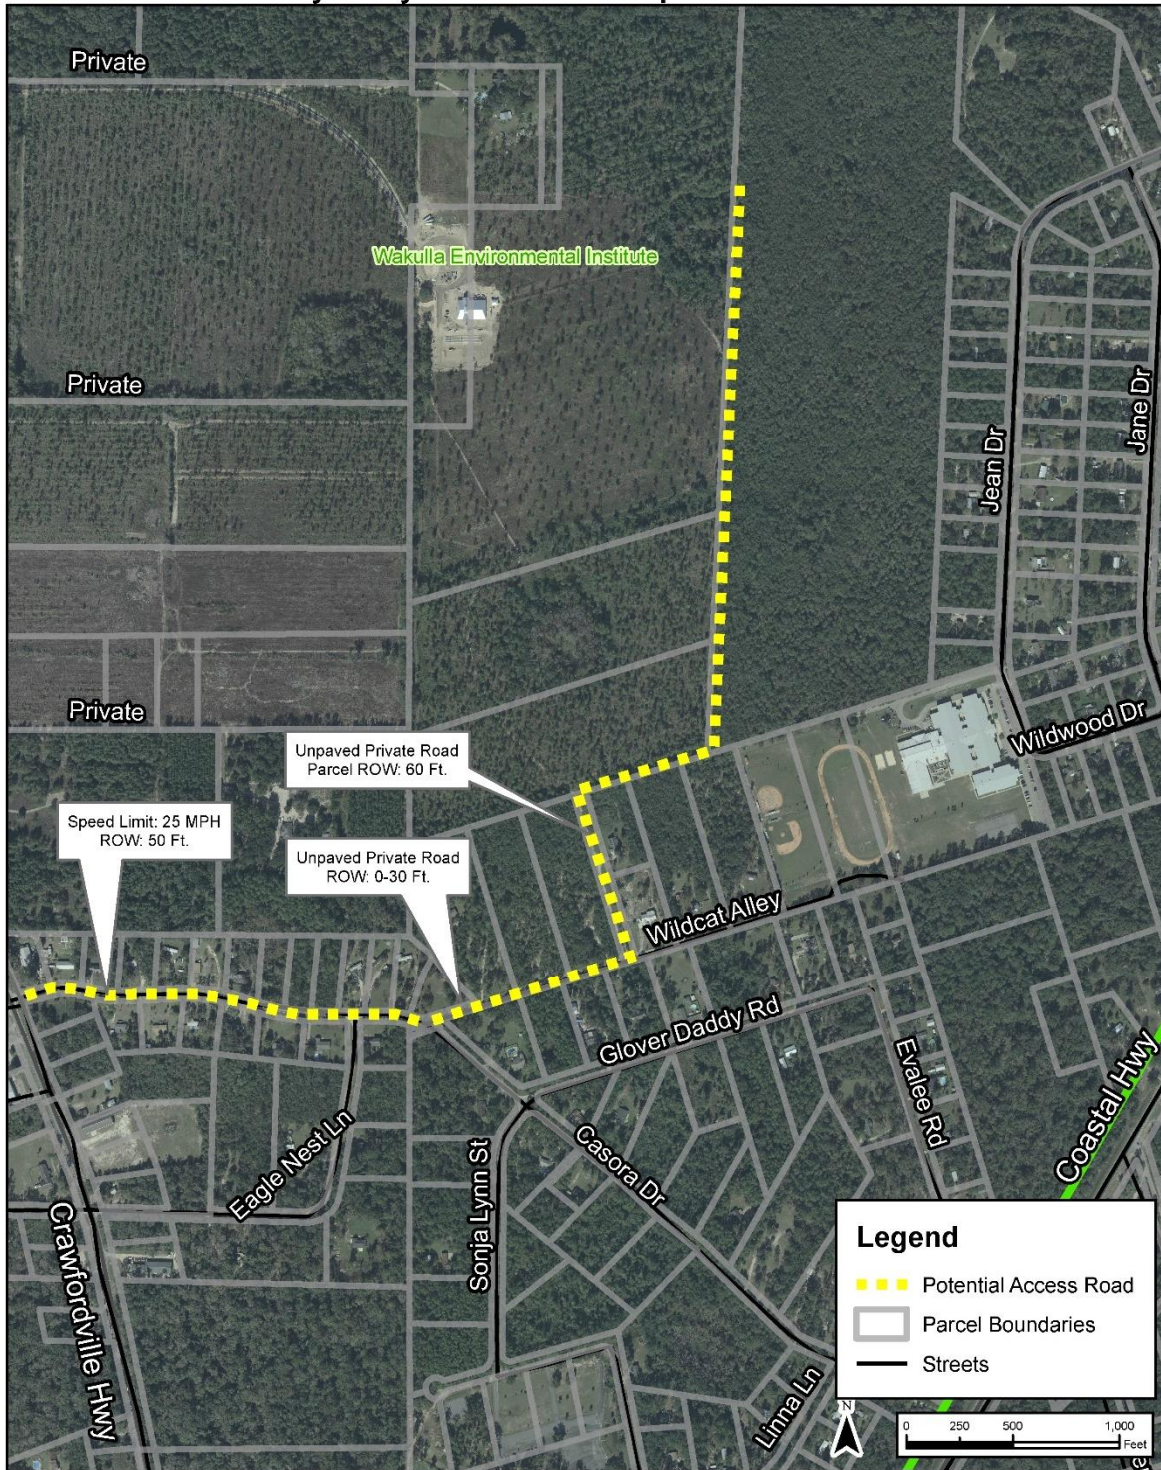 Private
Wakulla Environmental Institute
Private
Jean Dr
Jane Dr
Private
Wildwood Dr
Unpaved Private Road
Parcel ROW: 60 Ft.
Speed Limit: 25 MPH
ROW: 50 Ft.
Unpaved Private Road
ROW: 0-30 Ft.
Wildcat Alley
Glover Daddy Rd
Evalee Rd
Coastal Hwy
Eagle Nest Ln
Sonja Lynn St
Casora Dr
Crawfordville Hwy
Linna Ln
Legend
Potential Access Road
Parcel Boundaries
Streets
N
0 250 500 1,000
Feet